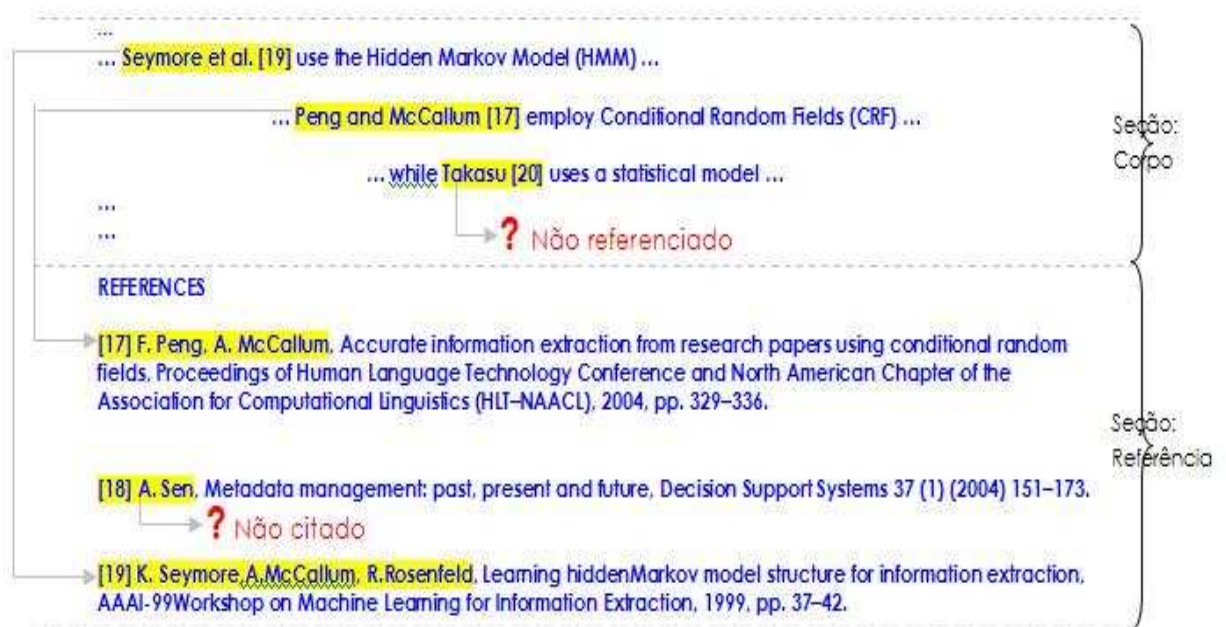 ...
... Seymore et al. [19] use the Hidden Markov Model (HMM) ...
... Peng and McCallum [17] employ Conditional Random Fields (CRF) ...
... while Takasu [20] uses a statistical model ...
...
...
? Não referenciado
Seção:
Corpo
REFERENCES
[17] F. Peng, A. McCallum, Accurate information extraction from research papers using conditional random
fields, Proceedings of Human Language Technology Conference and North American Chapter of the
Association for Computational Linguistics (HLT–NAACL), 2004, pp. 329–336.
Seção:
Referência
[18] A. Sen, Metadata management: past, present and future, Decision Support Systems 37 (1) (2004) 151–173.
? Não citado
[19] K. Seymore,A.McCallum, R.Rosenfeld, Learning hiddenMarkov model structure for information extraction,
AAAI-99Workshop on Machine Learning for Information Extraction, 1999, pp. 37–42.